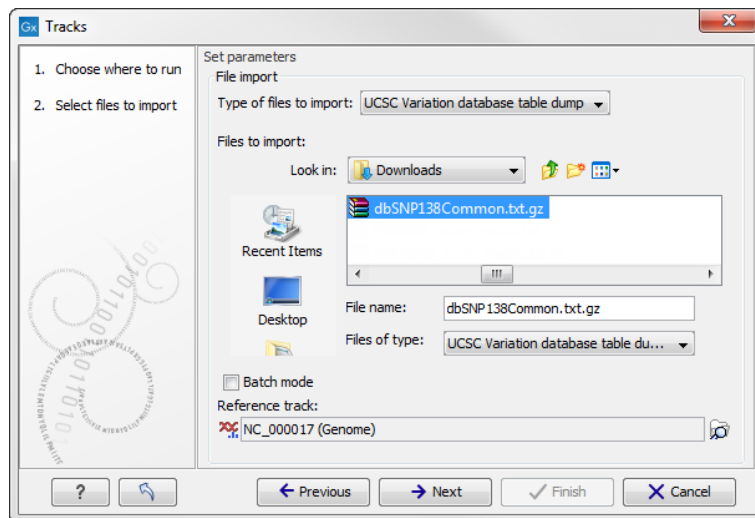 Gx Tracks
1. Choose where to run
2. Select files to import
Set parameters
File import
Type of files to import: UCSC Variation database table dump
Files to import:
Look in: Downloads
dbSNP138Common.txt.gz
Recent Items
Desktop
File name: dbSNP138Common.txt.gz
Files of type: UCSC Variation database table du...
Batch mode
Reference track:
NC_000017 (Genome)
? Previous Next Finish Cancel